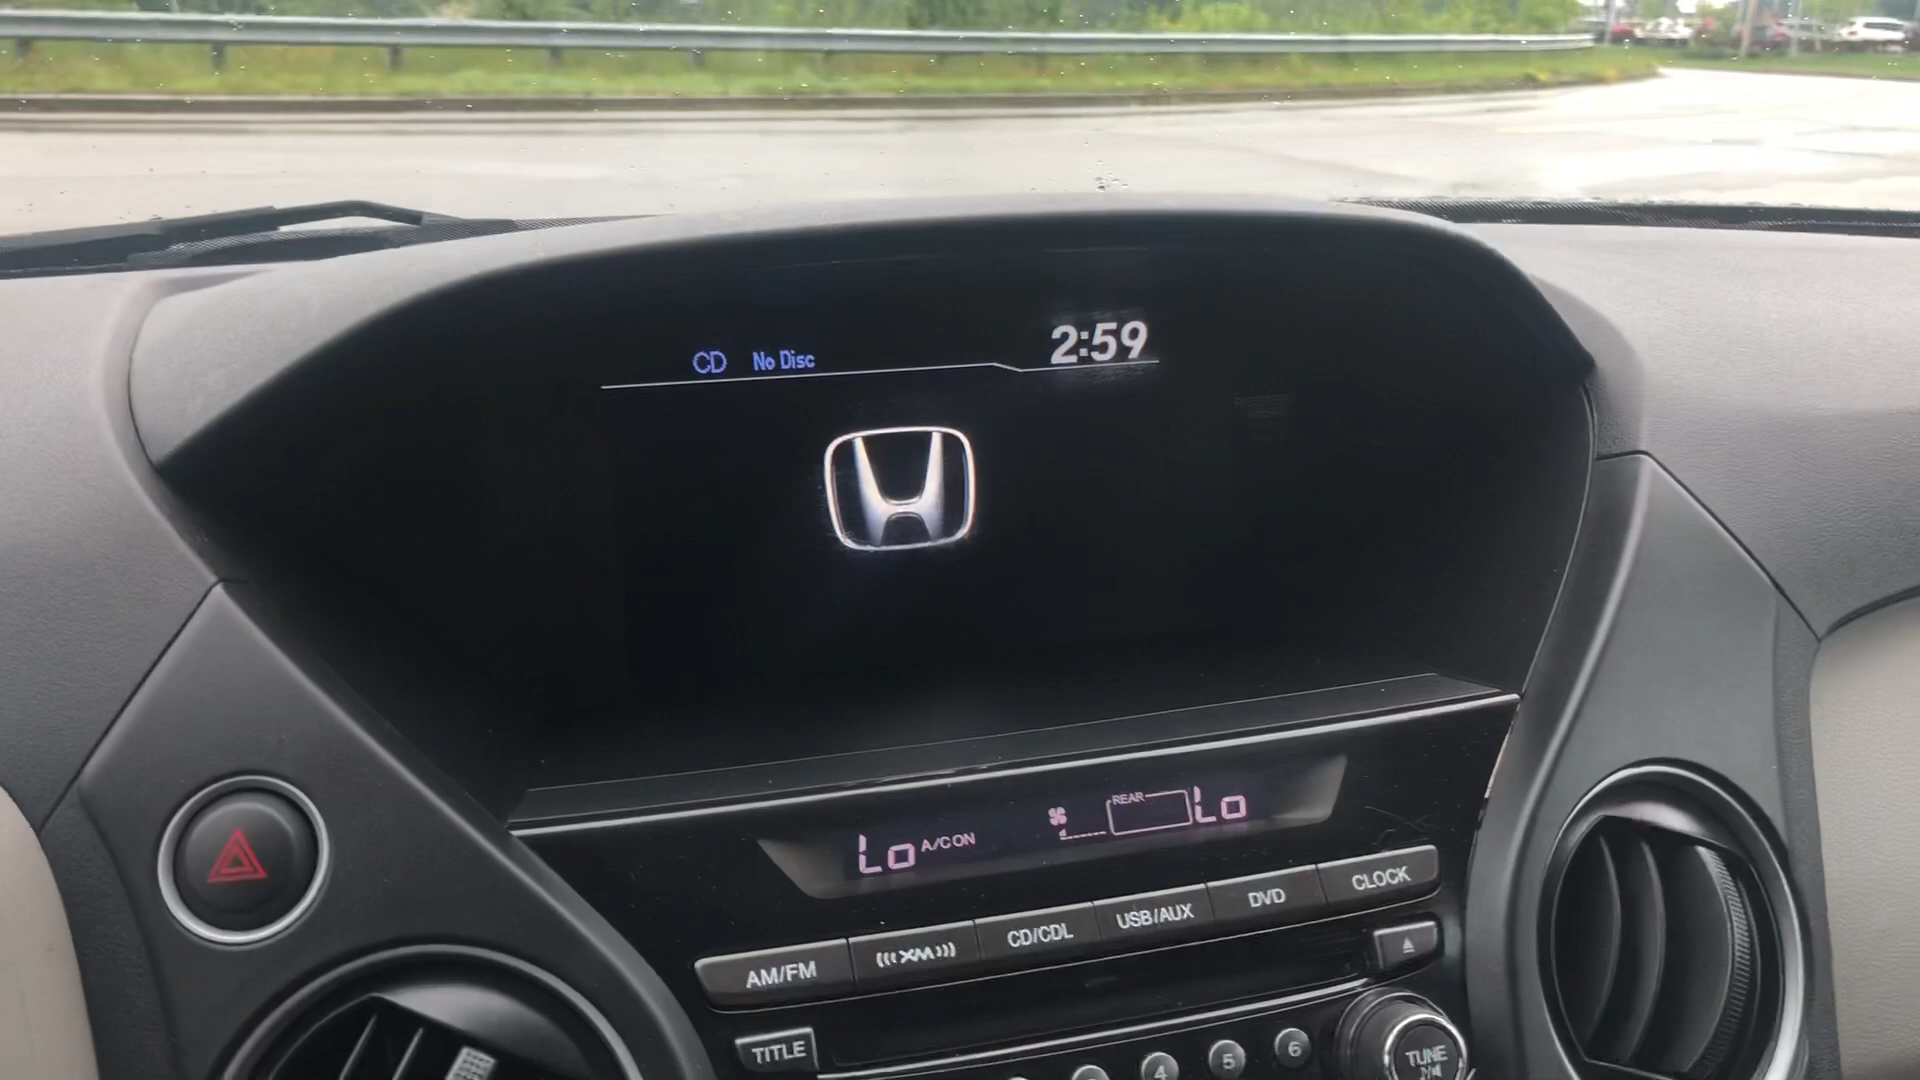 CD No Disc 2:59
Lo A/C ON REAR Lo
AM/FM XM CD/CDL USB/AUX DVD CLOCK
TITLE 4 5 6 TUNE